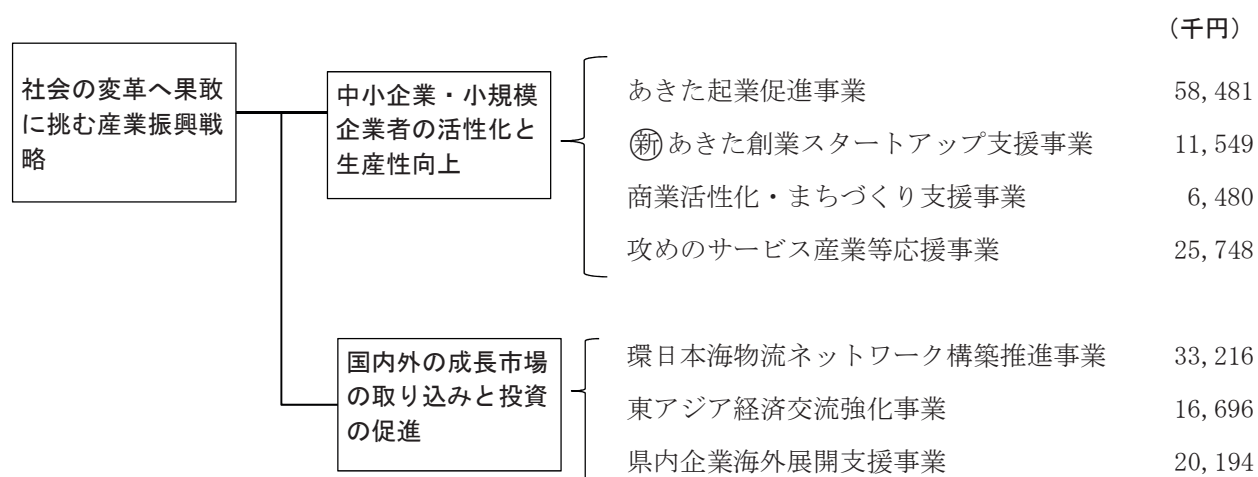 （千円）
社会の変革へ果敢
に挑む産業振興戦
略
中小企業・小規模
企業者の活性化と
生産性向上
あきた起業促進事業 58,481
㊟あきた創業スタートアップ支援事業 11,549
商業活性化・まちづくり支援事業 6,480
攻めのサービス産業等応援事業 25,748
国内外の成長市場
の取り込みと投資
の促進
環日本海物流ネットワーク構築推進事業 33,216
東アジア経済交流強化事業 16,696
県内企業海外展開支援事業 20,194